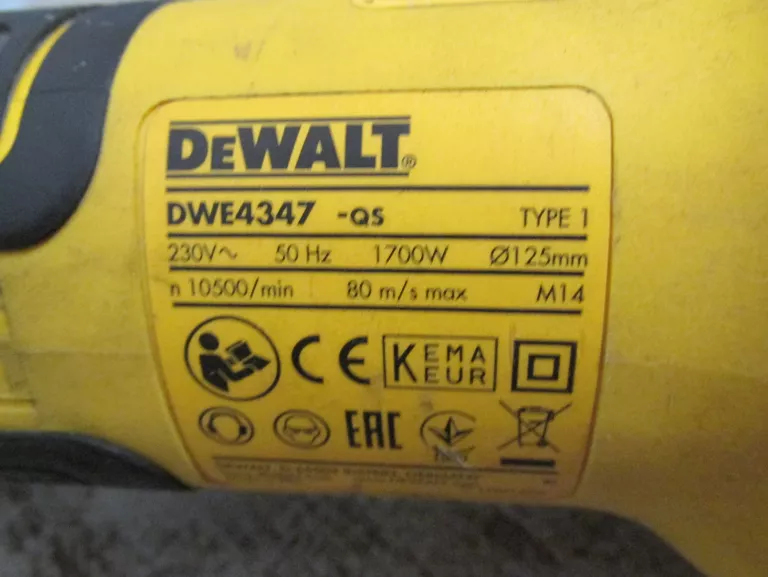 DEWALT®
DWE4347 -QS TYPE 1
230V~ 50 Hz 1700W Ø125mm
n 10500/min 80 m/s max M14
CE KEMA EUR
EAC